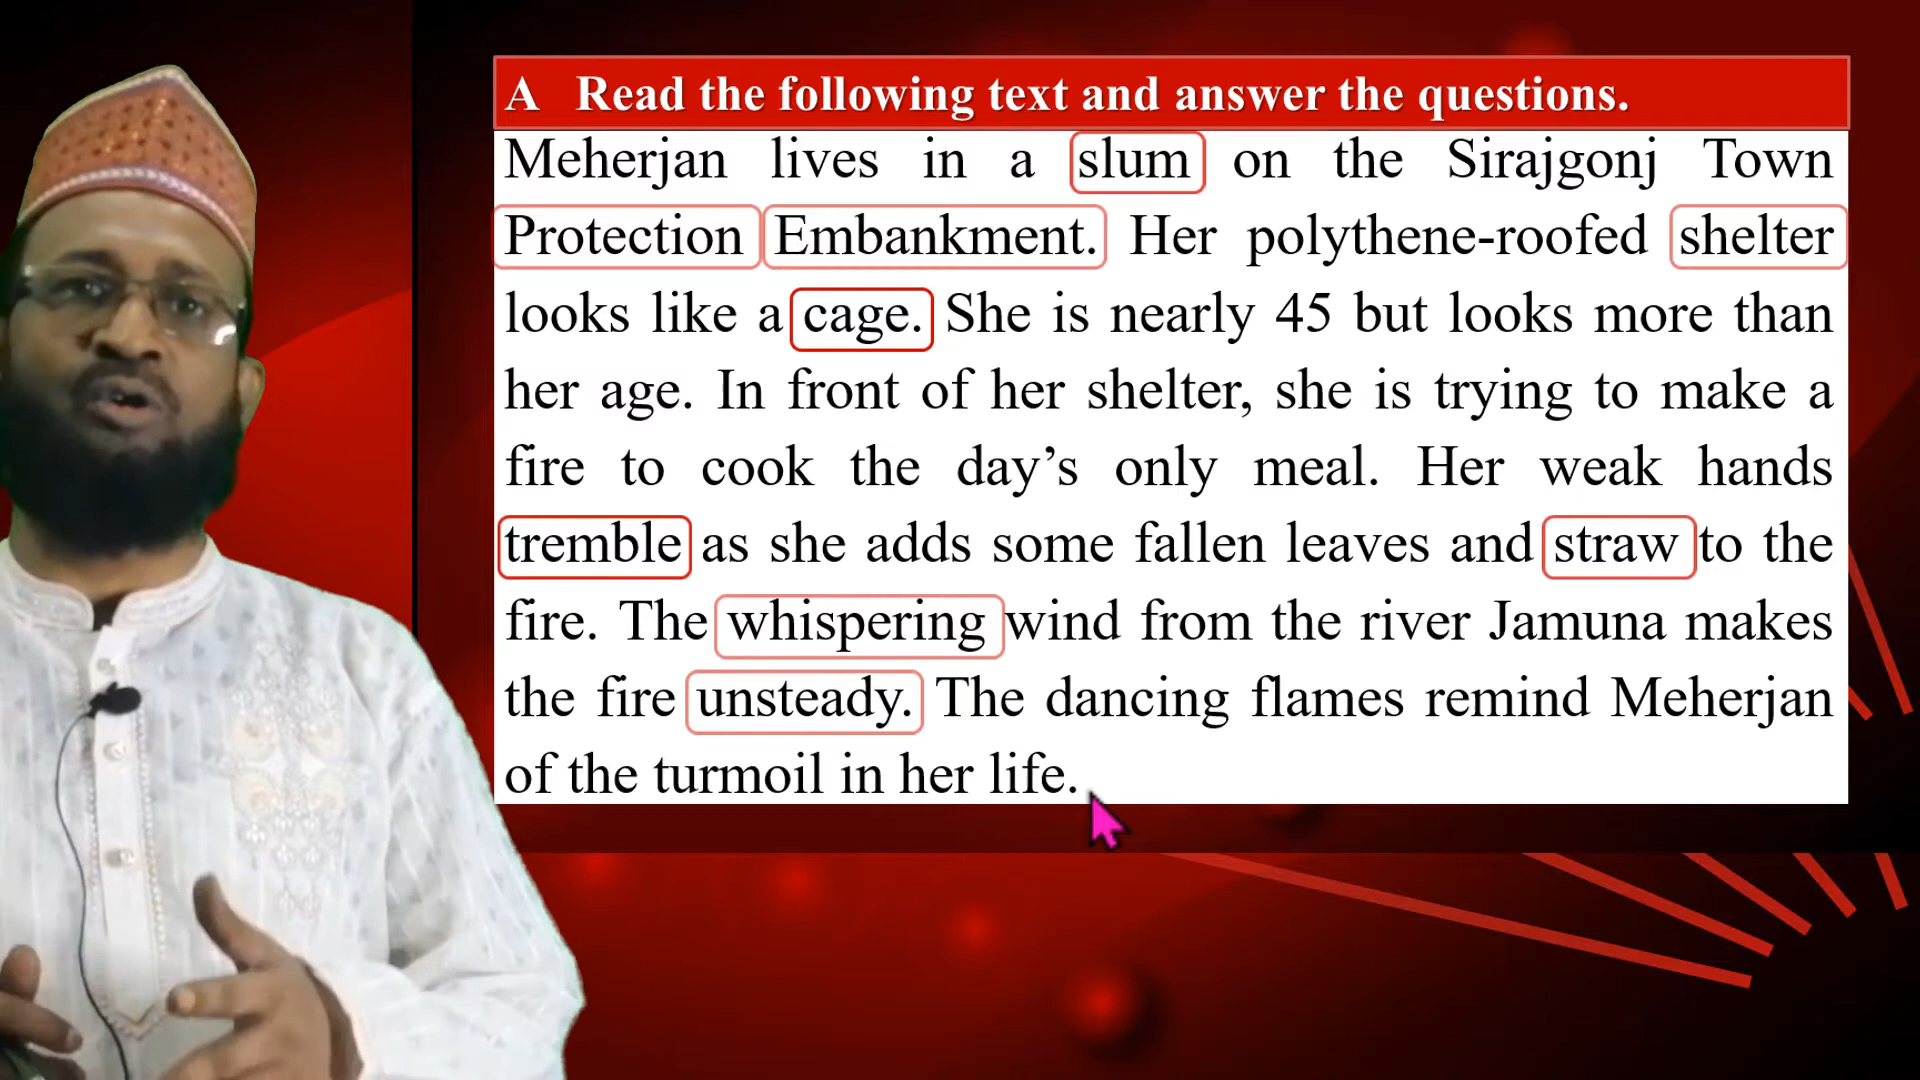 A Read the following text and answer the questions.
Meherjan lives in a slum on the Sirajgonj Town
Protection Embankment. Her polythene-roofed shelter
looks like a cage. She is nearly 45 but looks more than
her age. In front of her shelter, she is trying to make a
fire to cook the day’s only meal. Her weak hands
tremble as she adds some fallen leaves and straw to the
fire. The whispering wind from the river Jamuna makes
the fire unsteady. The dancing flames remind Meherjan
of the turmoil in her life.